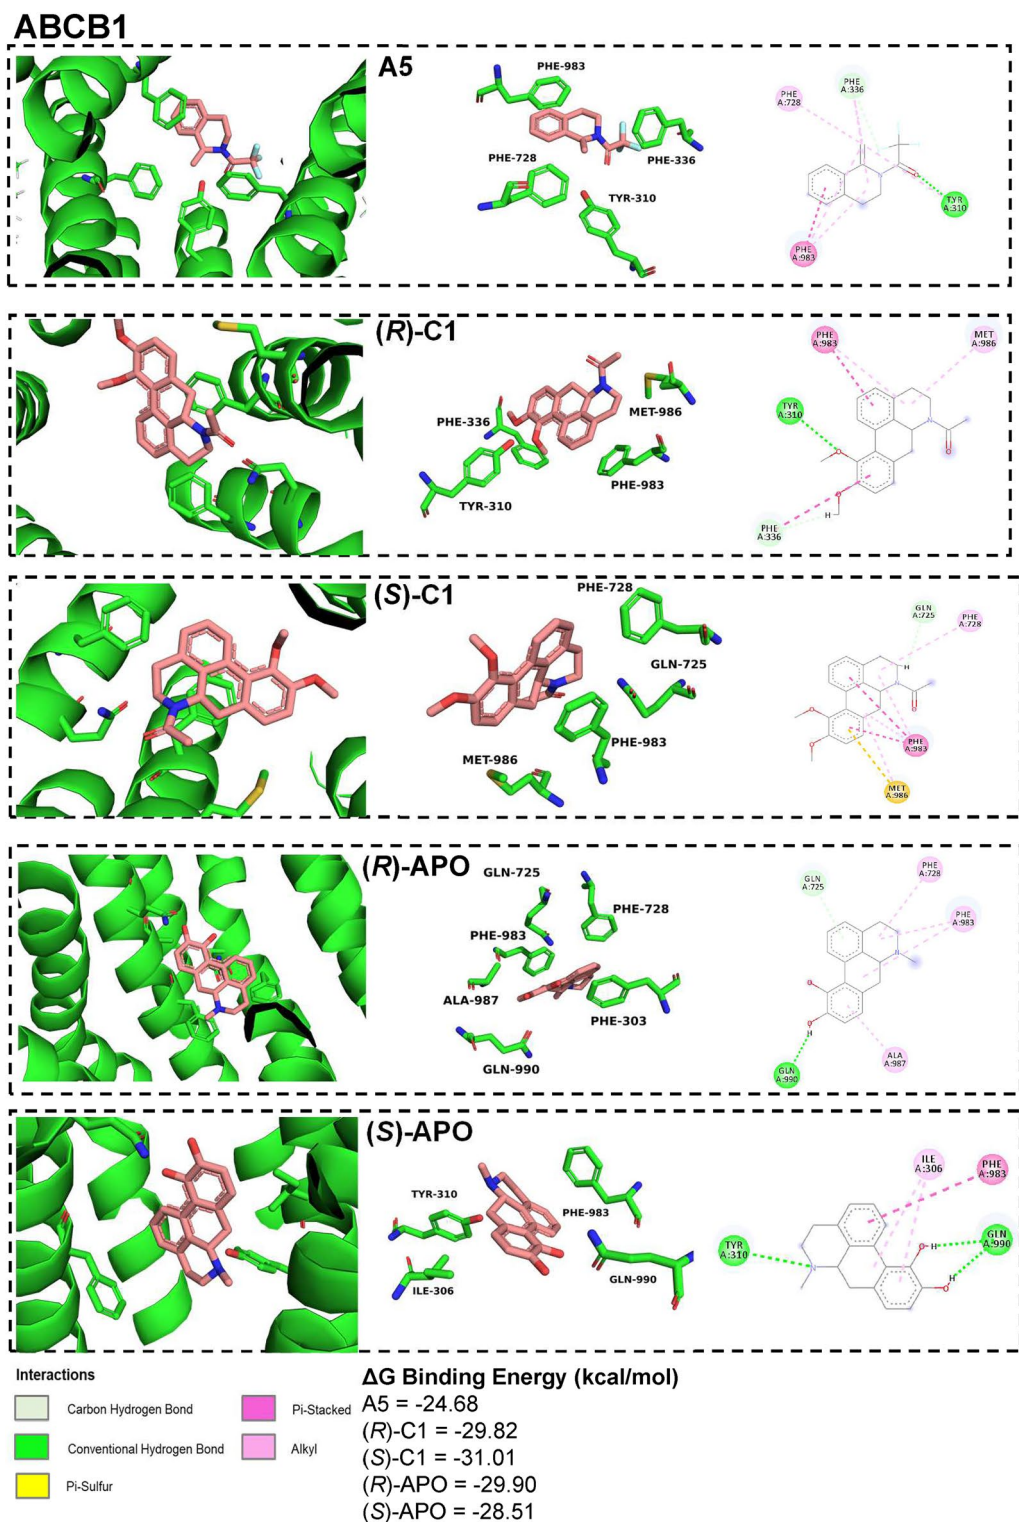 ABCB1
A5
PHE-983
PHE-728
PHE-336
TYR-310
PHE
A:728
PHE
A:336
TYR
A:310
PHE
A:983
(R)-C1
PHE-336
MET-986
TYR-310
PHE-983
PHE
A:983
MET
A:986
TYR
A:310
N
O
O
O
H
PHE
A:336
(S)-C1
PHE-728
GLN-725
PHE-983
MET-986
GLN
A:725
PHE
A:728
H
N
O
O
O
PHE
A:983
MET
A:986
(R)-APO
GLN-725
PHE-728
PHE-983
ALA-987
PHE-303
GLN-990
GLN
A:725
PHE
A:728
PHE
A:983
N
O
O
H
ALA
A:987
GLN
A:990
(S)-APO
TYR-310
PHE-983
ILE-306
GLN-990
ILE
A:306
PHE
A:983
TYR
A:310
GLN
A:990
N
O
H
H
O
Interactions
Carbon Hydrogen Bond
Conventional Hydrogen Bond
Pi-Sulfur
Pi-Stacked
Alkyl
ΔG Binding Energy (kcal/mol)
A5 = -24.68
(R)-C1 = -29.82
(S)-C1 = -31.01
(R)-APO = -29.90
(S)-APO = -28.51